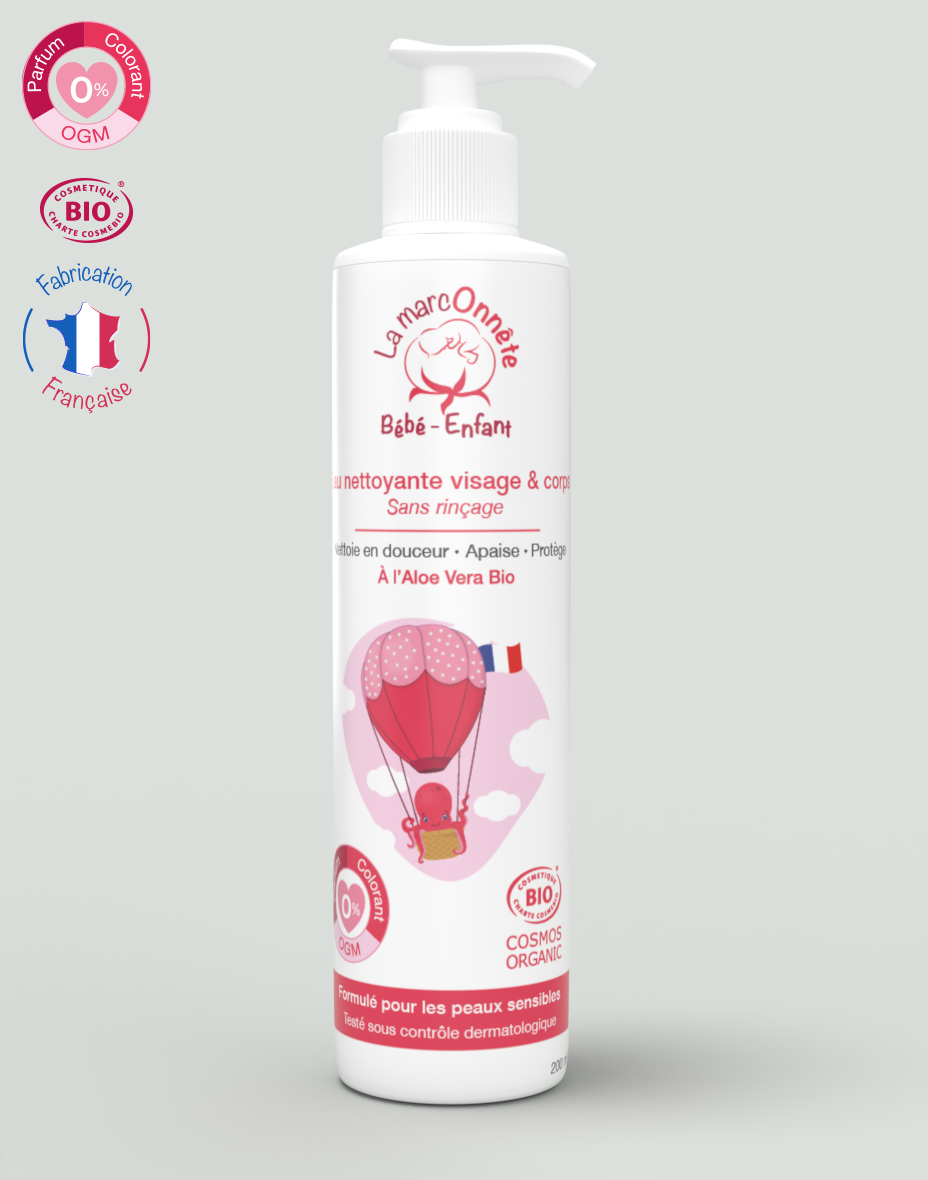 Parfum
Colorant
0%
OGM
COSMETIQUE ®
BIO
CHARTE COSMEBIO
Fabrication
Française
La marcOnnête
Bébé - Enfant
nettoyante visage & corps
Sans rinçage
en douceur • Apaise • Protège
À l'Aloe Vera Bio
Colorant
0%
OGM
COSMETIQUE
BIO
CHARTE COSMEBIO
COSMOS
ORGANIC
Formulé pour les peaux sensibles
Testé sous contrôle dermatologique
200